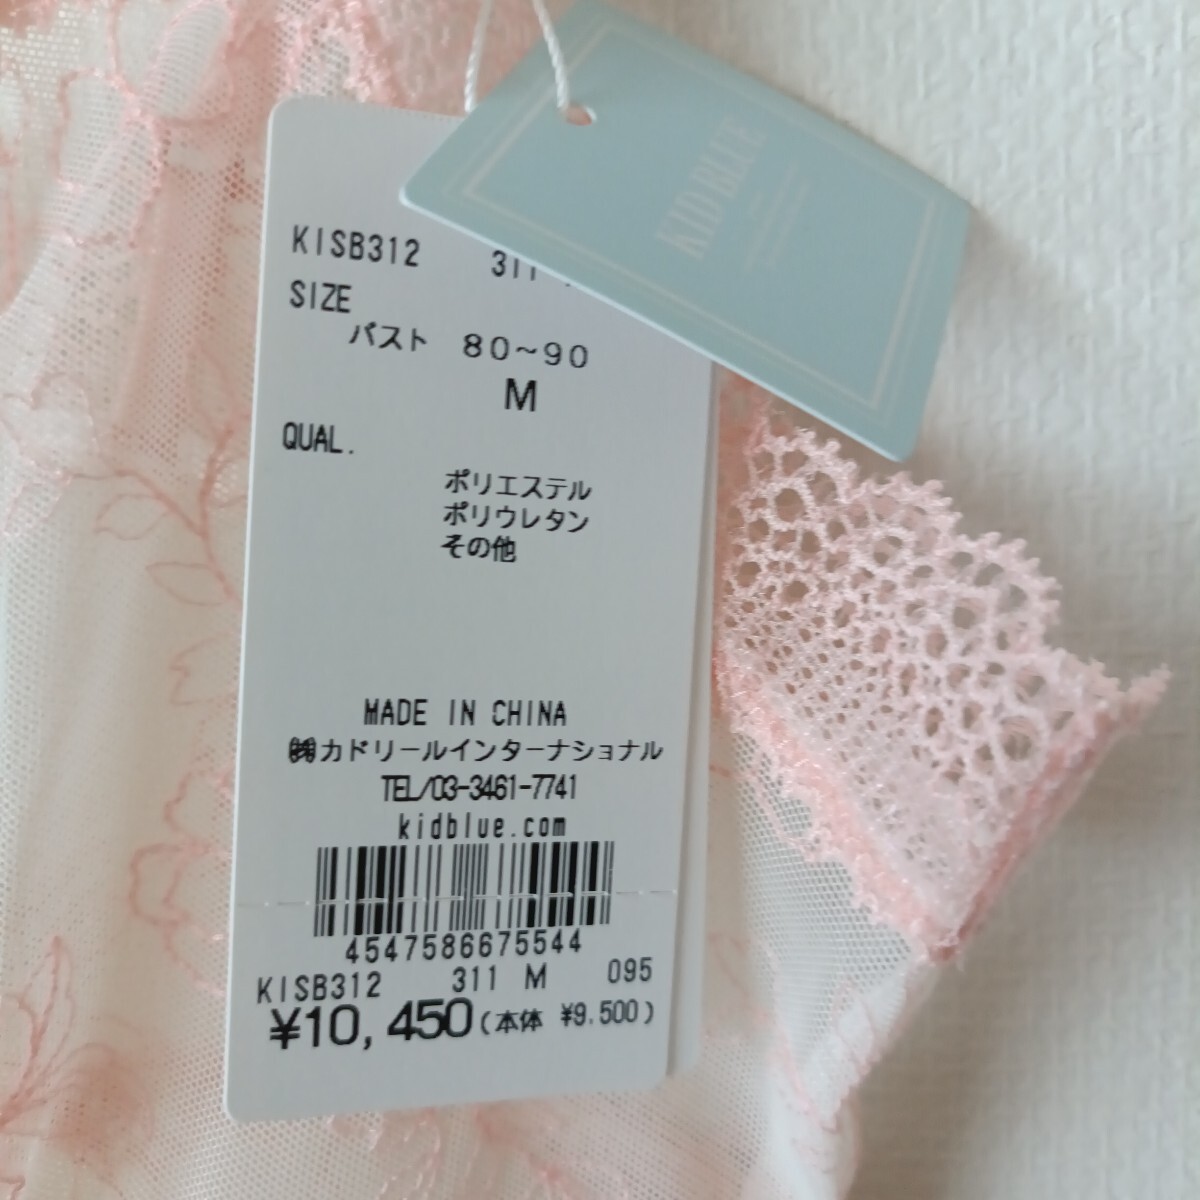 KID BLUE
KISB312 311
SIZE
バスト 80~90
M
QUAL.
ポリエステル
ポリウレタン
その他
MADE IN CHINA
㈱カドリールインターナショナル
TEL/03-3461-7741
kidblue.com
4547586675544
KISB312 311 M 095
¥10,450(本体 ¥9,500)